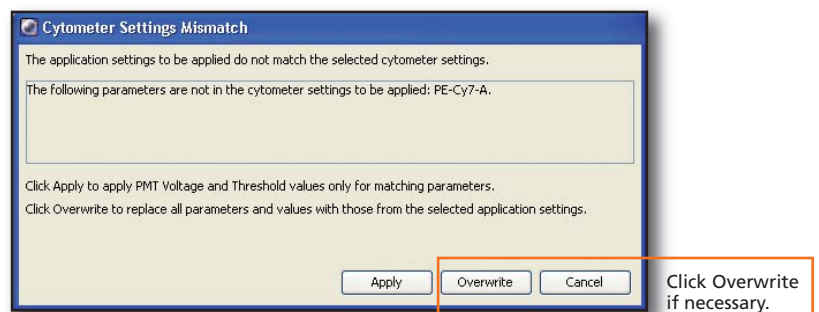 Cytometer Settings Mismatch
The application settings to be applied do not match the selected cytometer settings.
The following parameters are not in the cytometer settings to be applied: PE-Cy7-A.
Click Apply to apply PMT Voltage and Threshold values only for matching parameters.
Click Overwrite to replace all parameters and values with those from the selected application settings.
Apply Overwrite Cancel
Click Overwrite
if necessary.